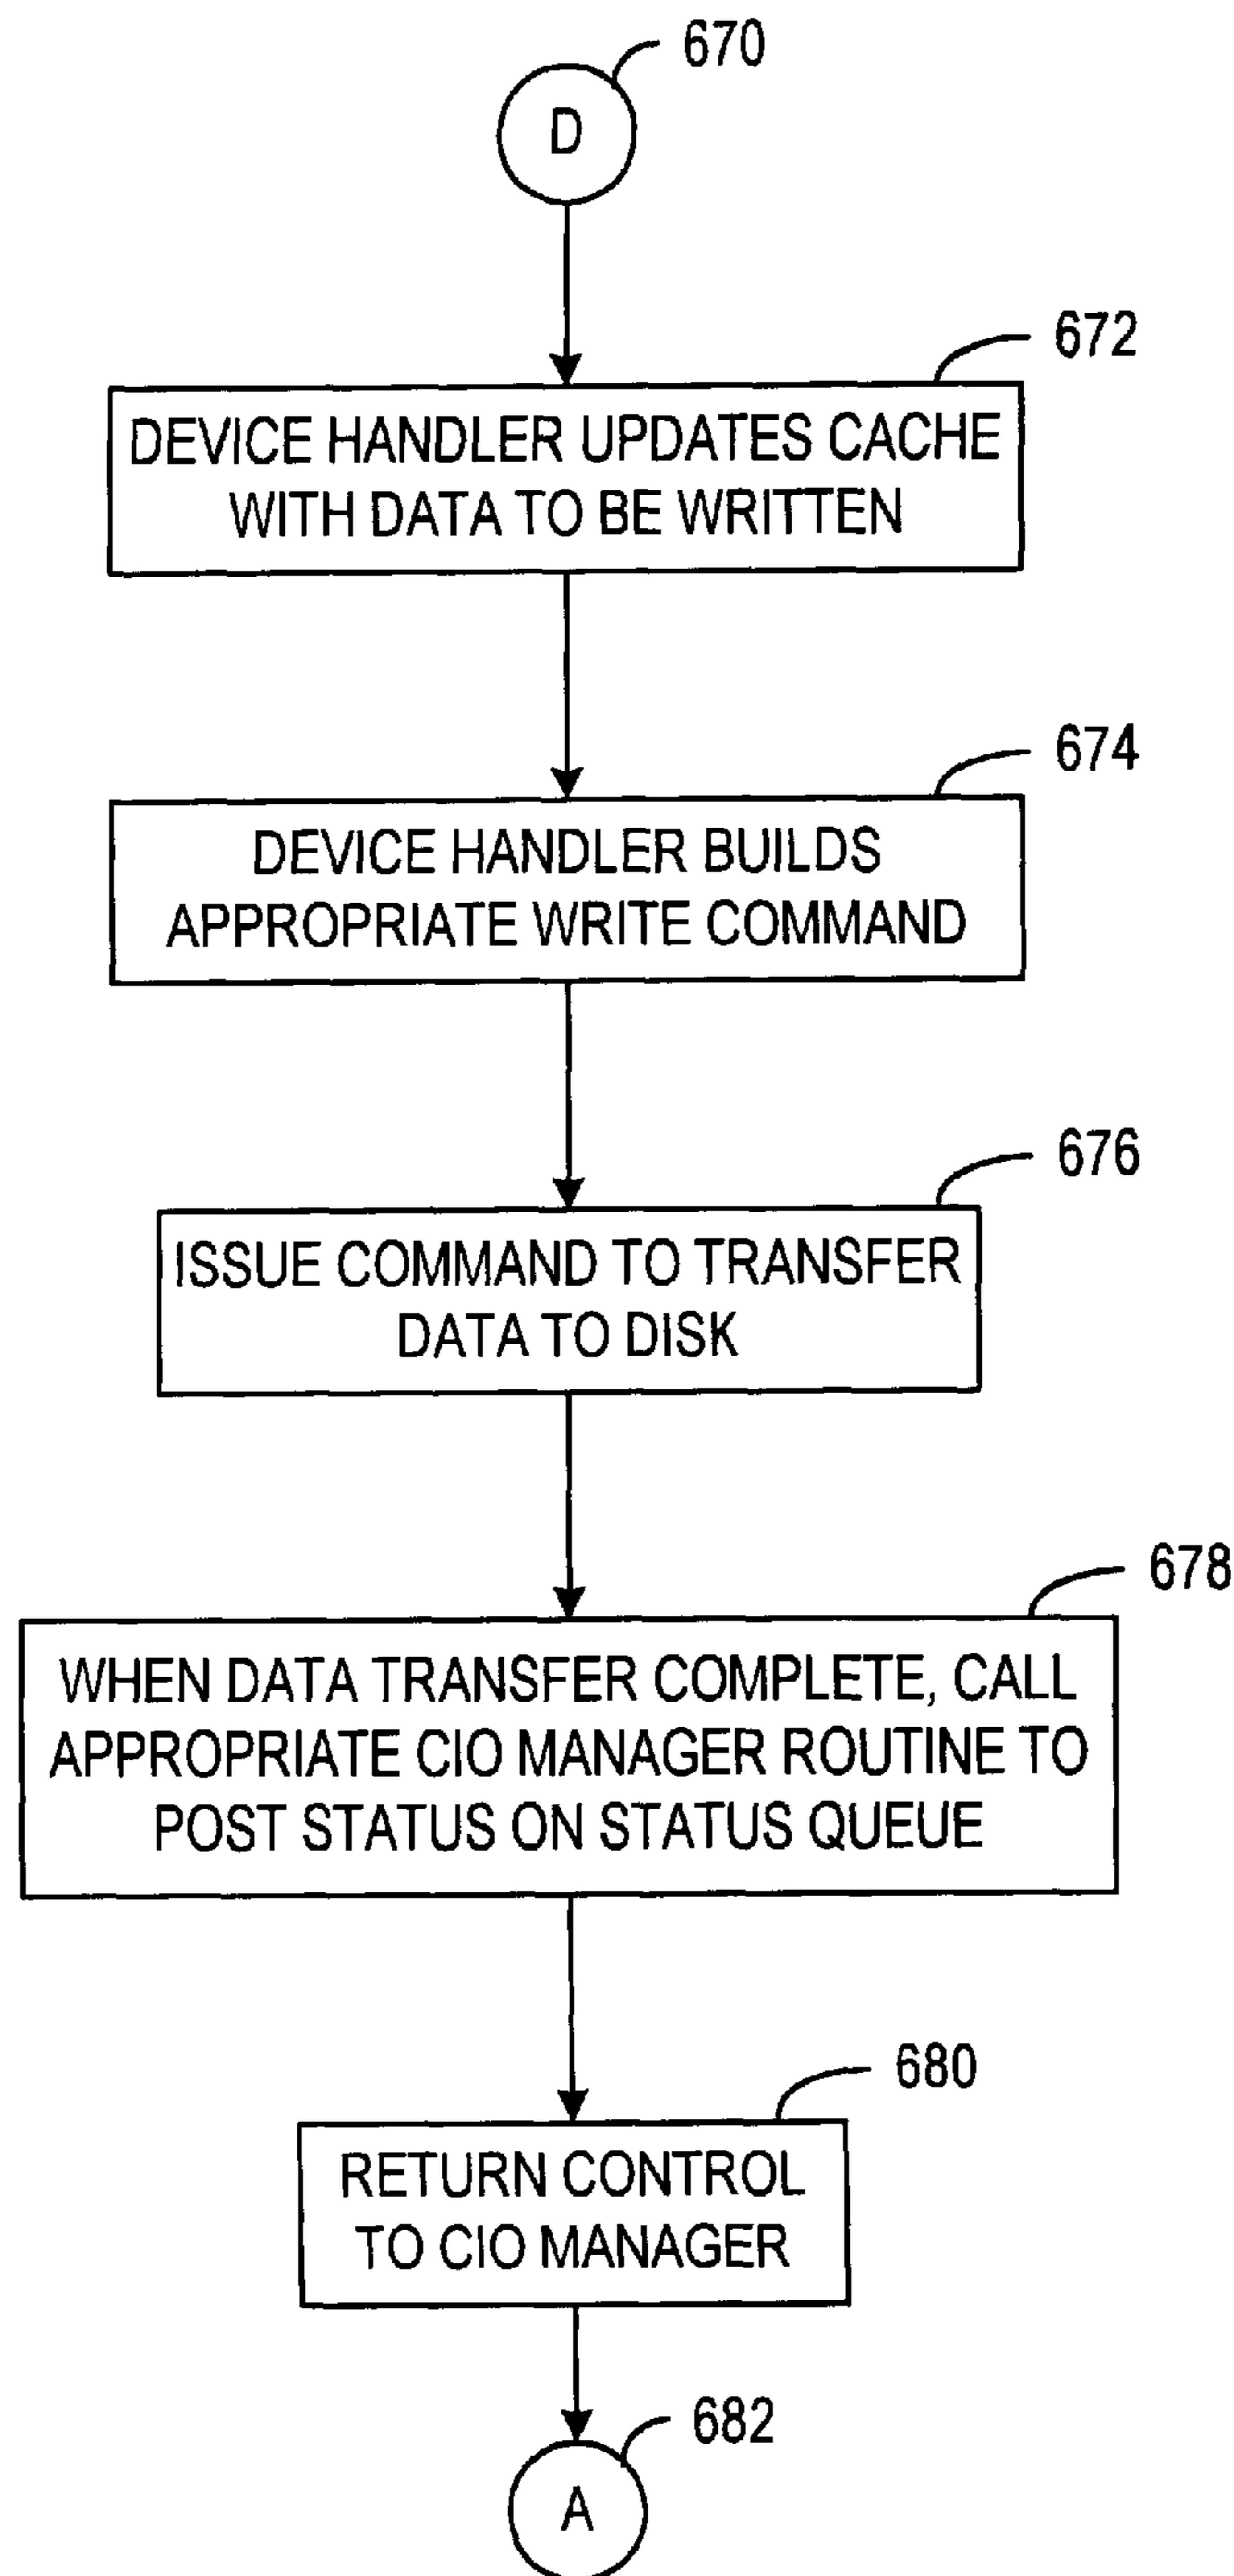 670
D
672
DEVICE HANDLER UPDATES CACHE
WITH DATA TO BE WRITTEN
674
DEVICE HANDLER BUILDS
APPROPRIATE WRITE COMMAND
676
ISSUE COMMAND TO TRANSFER
DATA TO DISK
678
WHEN DATA TRANSFER COMPLETE, CALL
APPROPRIATE CIO MANAGER ROUTINE TO
POST STATUS ON STATUS QUEUE
680
RETURN CONTROL
TO CIO MANAGER
682
A